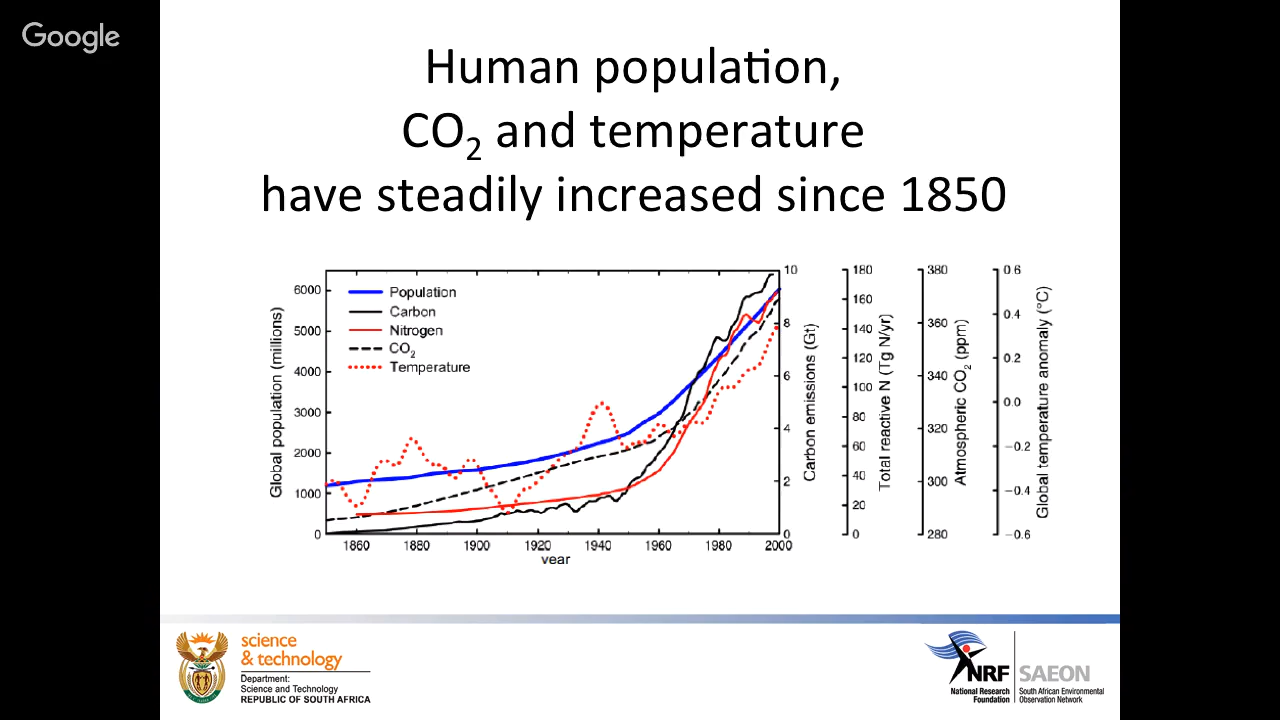 Google
Human population,
CO₂ and temperature
have steadily increased since 1850
Global population (millions)
6000
5000
4000
3000
2000
1000
0
Population
Carbon
Nitrogen
CO₂
Temperature
1860 1880 1900 1920 1940 1960 1980 2000
year
10
8
6
4
2
0
Carbon emissions (Gt)
180
160
140
120
100
80
60
40
20
0
Total reactive N (Tg N/yr)
380
360
340
320
300
280
Atmospheric CO₂ (ppm)
0.6
0.4
0.2
0.0
−0.2
−0.4
−0.6
Global temperature anomaly (°C)
science
& technology
Department:
Science and Technology
REPUBLIC OF SOUTH AFRICA
NRF
National Research
Foundation
SAEON
South African Environmental
Observation Network